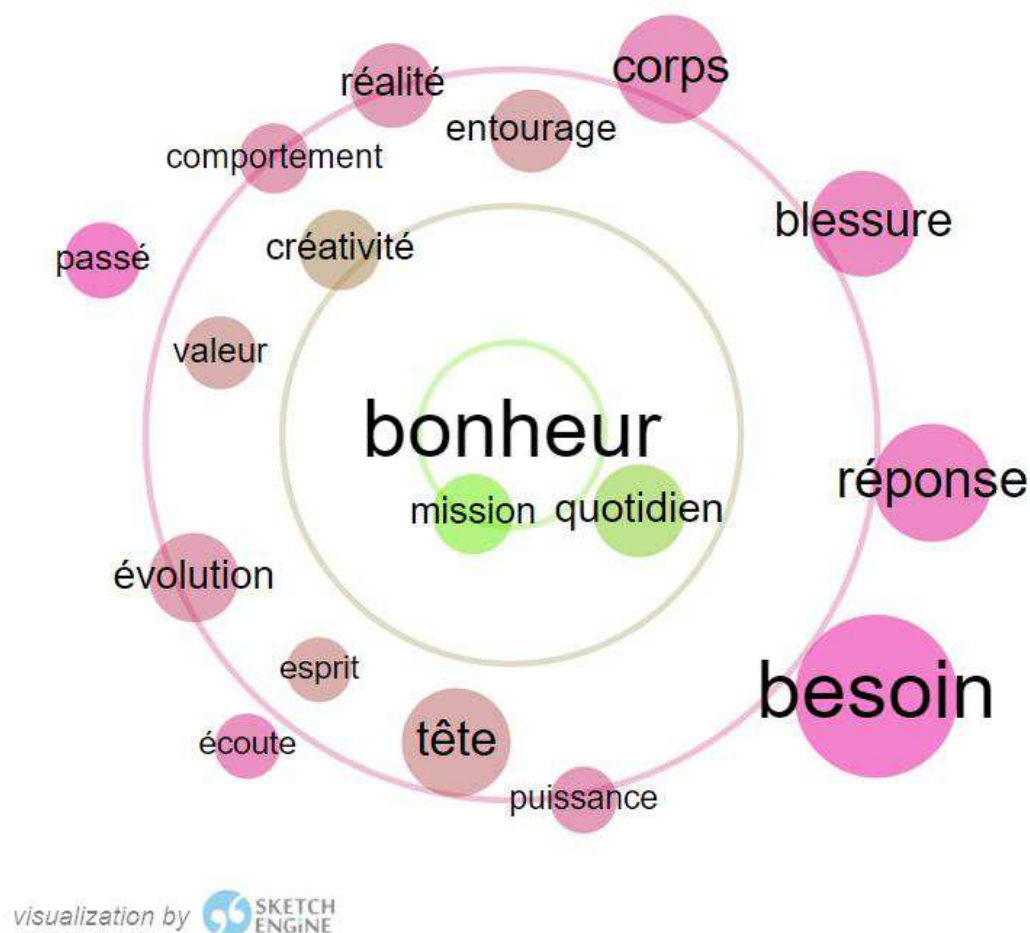 corps
réalité
entourage
comportement
blessure
créativité
passé
valeur
bonheur
réponse
mission
quotidien
évolution
esprit
besoin
écoute
tête
puissance
visualization by
SKETCH
ENGINE